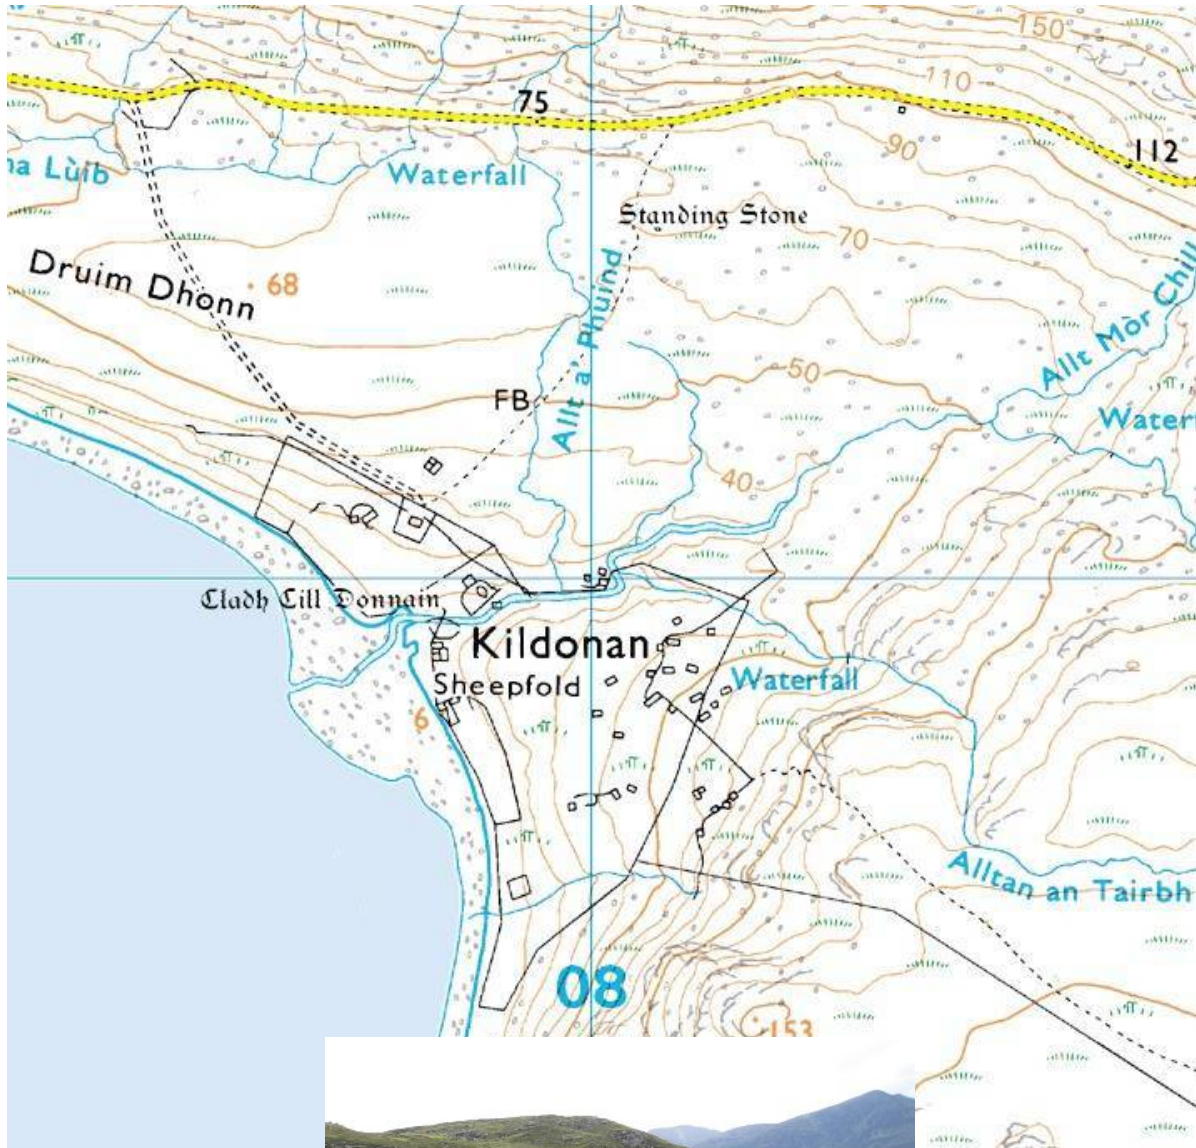 150
110
75
112
90
na Lùib
Waterfall
Standing Stone
70
Druim Dhonn
68
Allt a' Phuind
Allt Mòr Chill
50
FB
Water
40
Cladh Cill Donnain
Kildonan
Sheepfold
Waterfall
6
Alltan an Tairbh
08
153